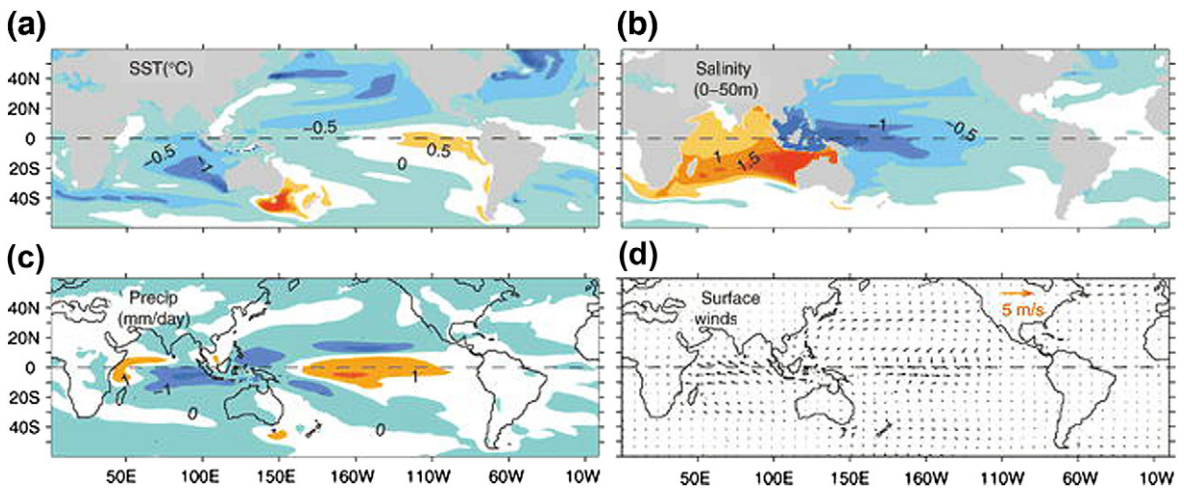 (a)
(b)
SST(°C)
Salinity
(0–50m)
40N
20N
0
20S
40S
−0.5
−1
0.5
0
1
1.5
−1
−0.5
(c)
(d)
Precip
(mm/day)
Surface
winds
5 m/s
40N
20N
0
20S
40S
−1
1
0
0
50E 100E 150E 160W 110W 60W 10W
50E 100E 150E 160W 110W 60W 10W